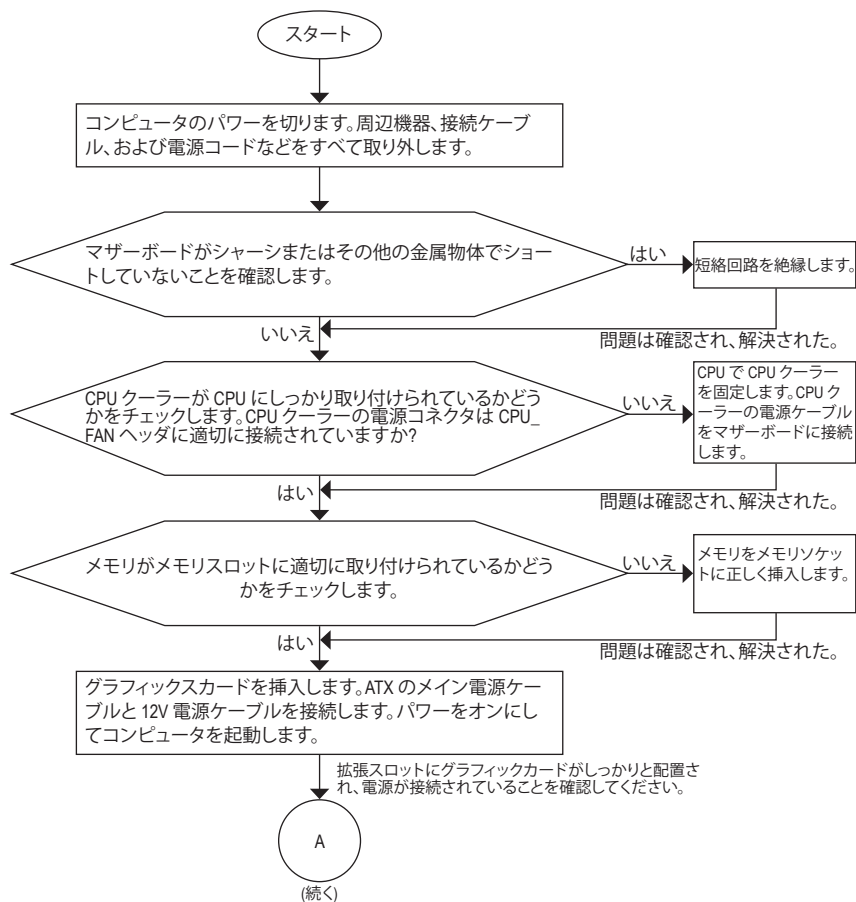 スタート
コンピュータのパワーを切ります。周辺機器、接続ケーブ
ル、および電源コードなどをすべて取り外します。
マザーボードがシャーシまたはその他の金属物体でショー
トしていないことを確認します。
はい
短絡回路を絶縁します。
いいえ
問題は確認され、解決された。
CPU クーラーが CPU にしっかり取り付けられているかどう
かをチェックします。CPU クーラーの電源コネクタは CPU_
FAN ヘッダに適切に接続されていますか?
いいえ
CPU で CPU クーラー
を固定します。CPU ク
ーラーの電源ケーブル
をマザーボードに接続
します。
はい
問題は確認され、解決された。
メモリがメモリスロットに適切に取り付けられているかどう
かをチェックします。
いいえ
メモリをメモリソケッ
トに正しく挿入します。
はい
問題は確認され、解決された。
グラフィックスカードを挿入します。ATX のメイン電源ケー
ブルと 12V 電源ケーブルを接続します。パワーをオンにし
てコンピュータを起動します。
拡張スロットにグラフィックカードがしっかりと配置さ
れ、電源が接続されていることを確認してください。
A
(続く)